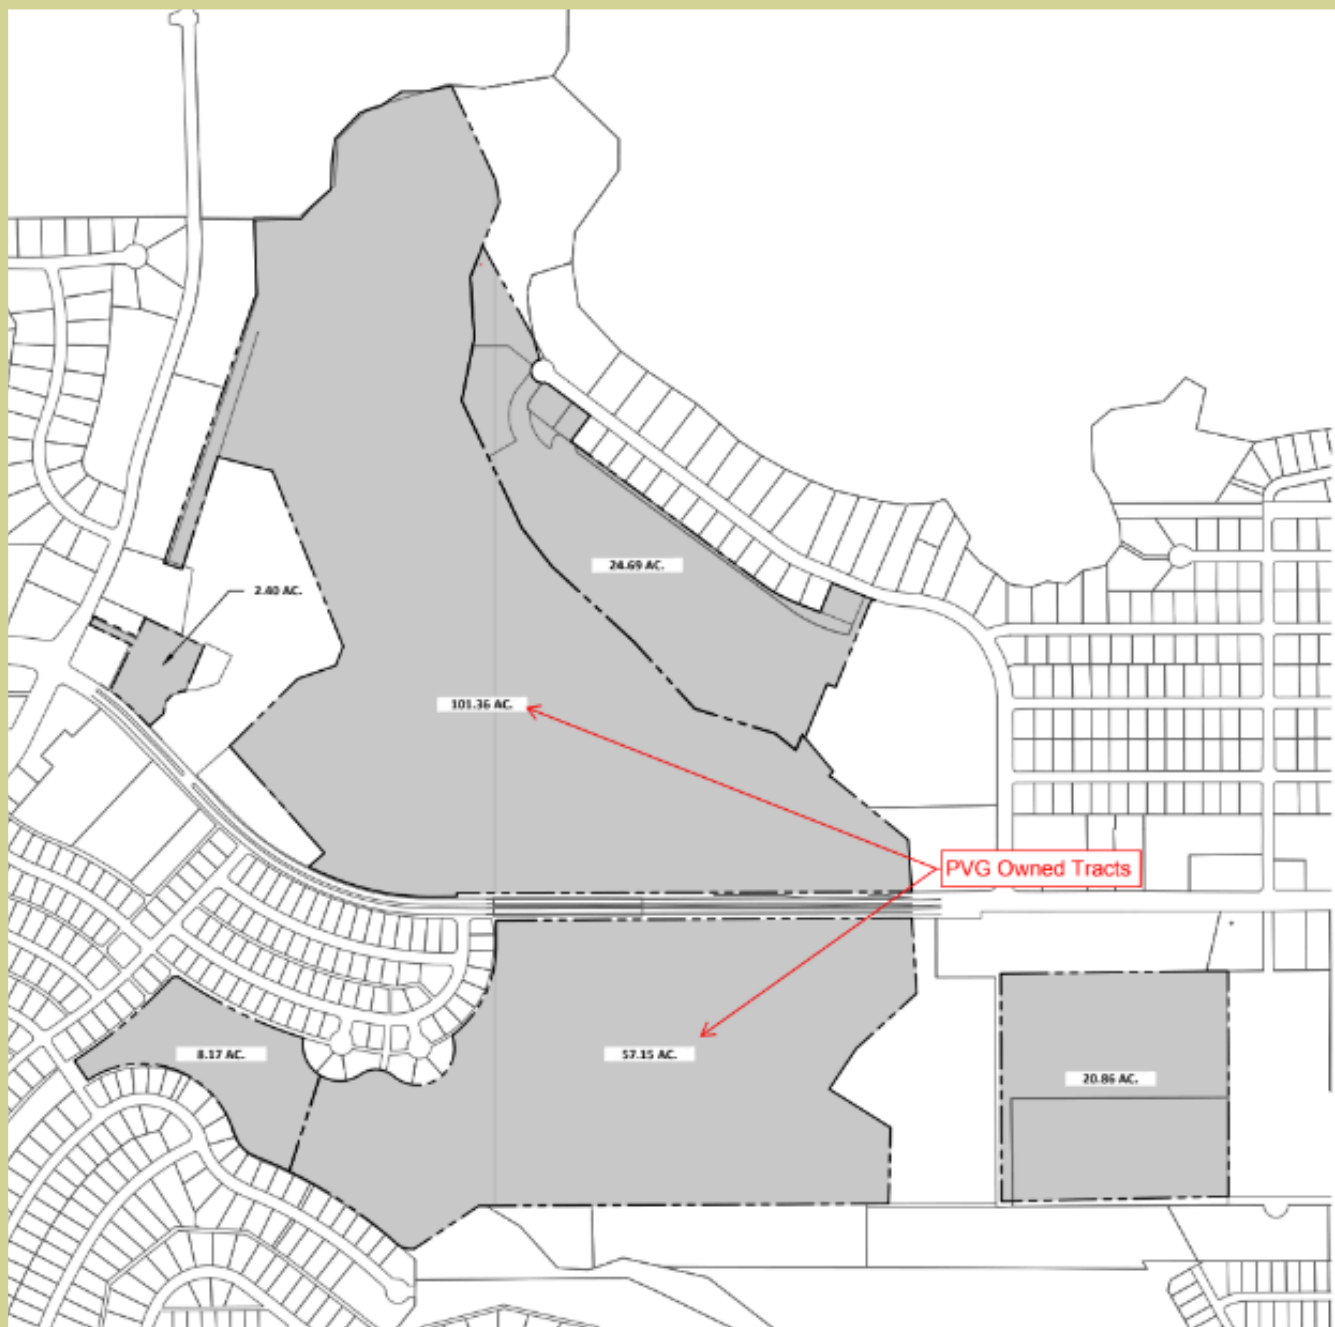 24.69 AC.
2.40 AC.
101.36 AC.
PVG Owned Tracts
8.17 AC.
57.15 AC.
20.86 AC.